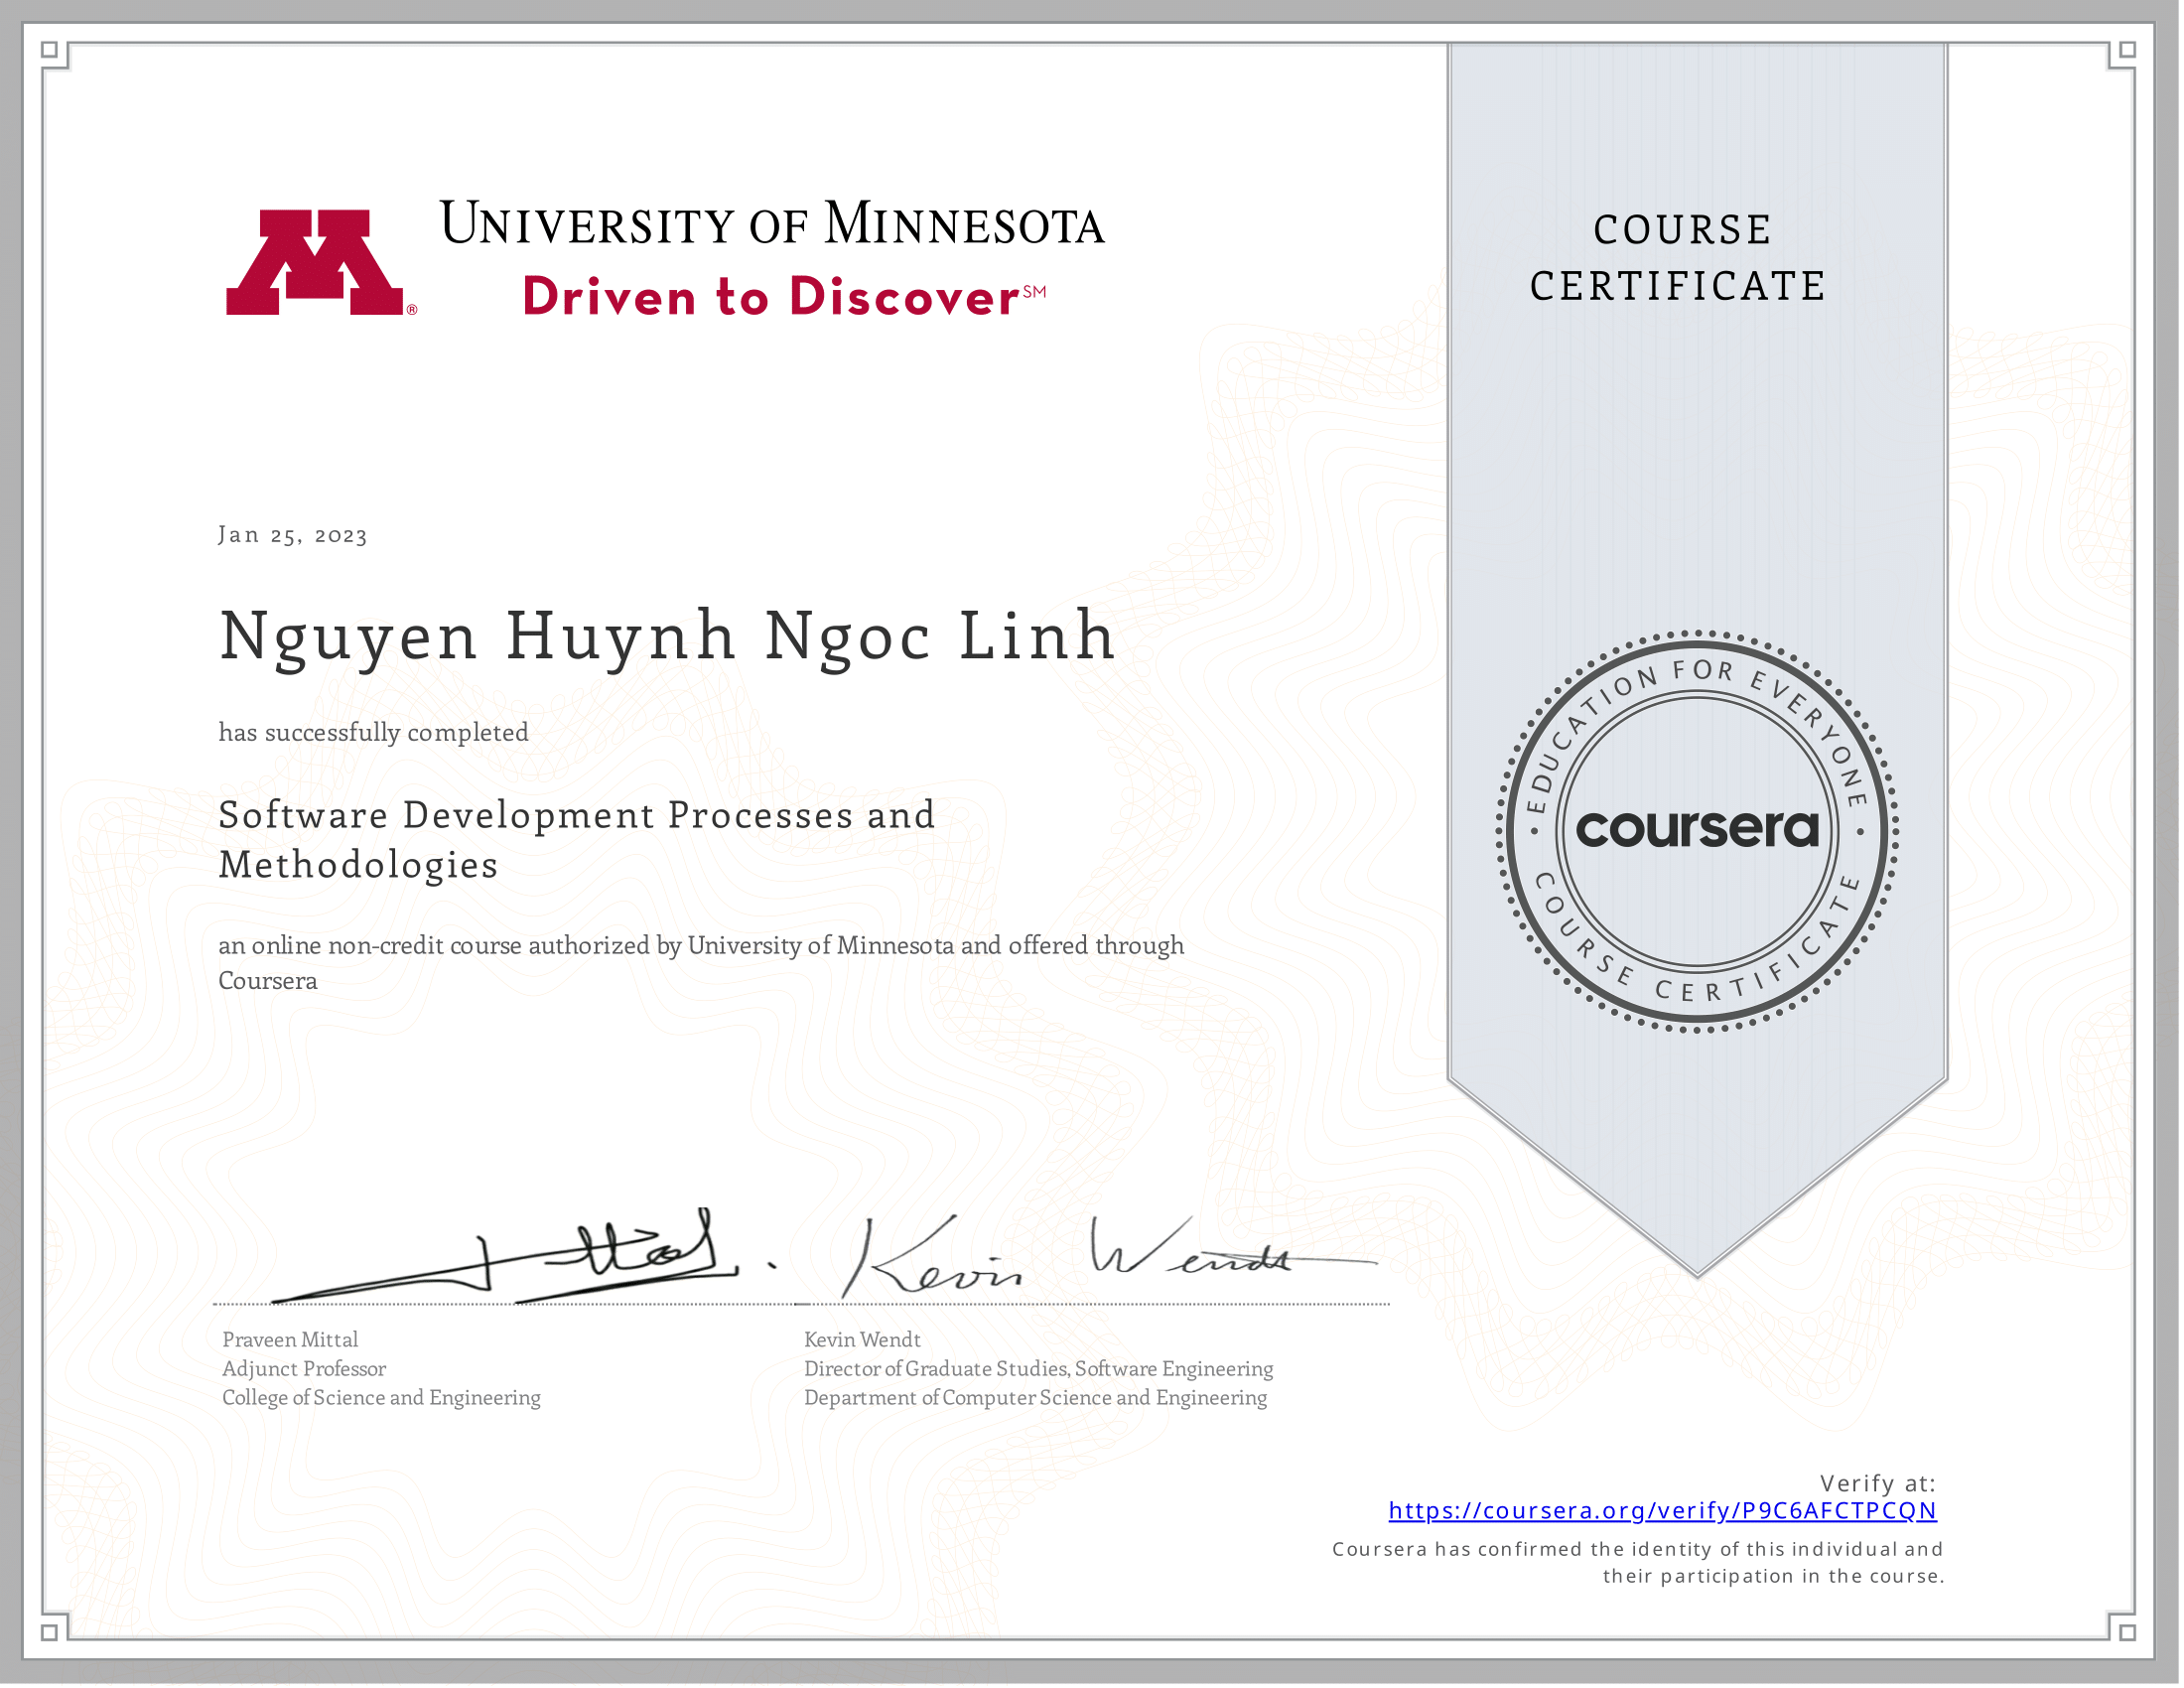 UNIVERSITY OF MINNESOTA
Driven to Discover℠
®
COURSE
CERTIFICATE
Jan 25, 2023
Nguyen Huynh Ngoc Linh
has successfully completed
Software Development Processes and
Methodologies
an online non-credit course authorized by University of Minnesota and offered through
Coursera
EDUCATION FOR EVERYONE
coursera
COURSE CERTIFICATE
Mittal.
Kevin Wendt
Praveen Mittal
Adjunct Professor
College of Science and Engineering
Kevin Wendt
Director of Graduate Studies, Software Engineering
Department of Computer Science and Engineering
Verify at:
https://coursera.org/verify/P9C6AFCTPCQN
Coursera has confirmed the identity of this individual and
their participation in the course.